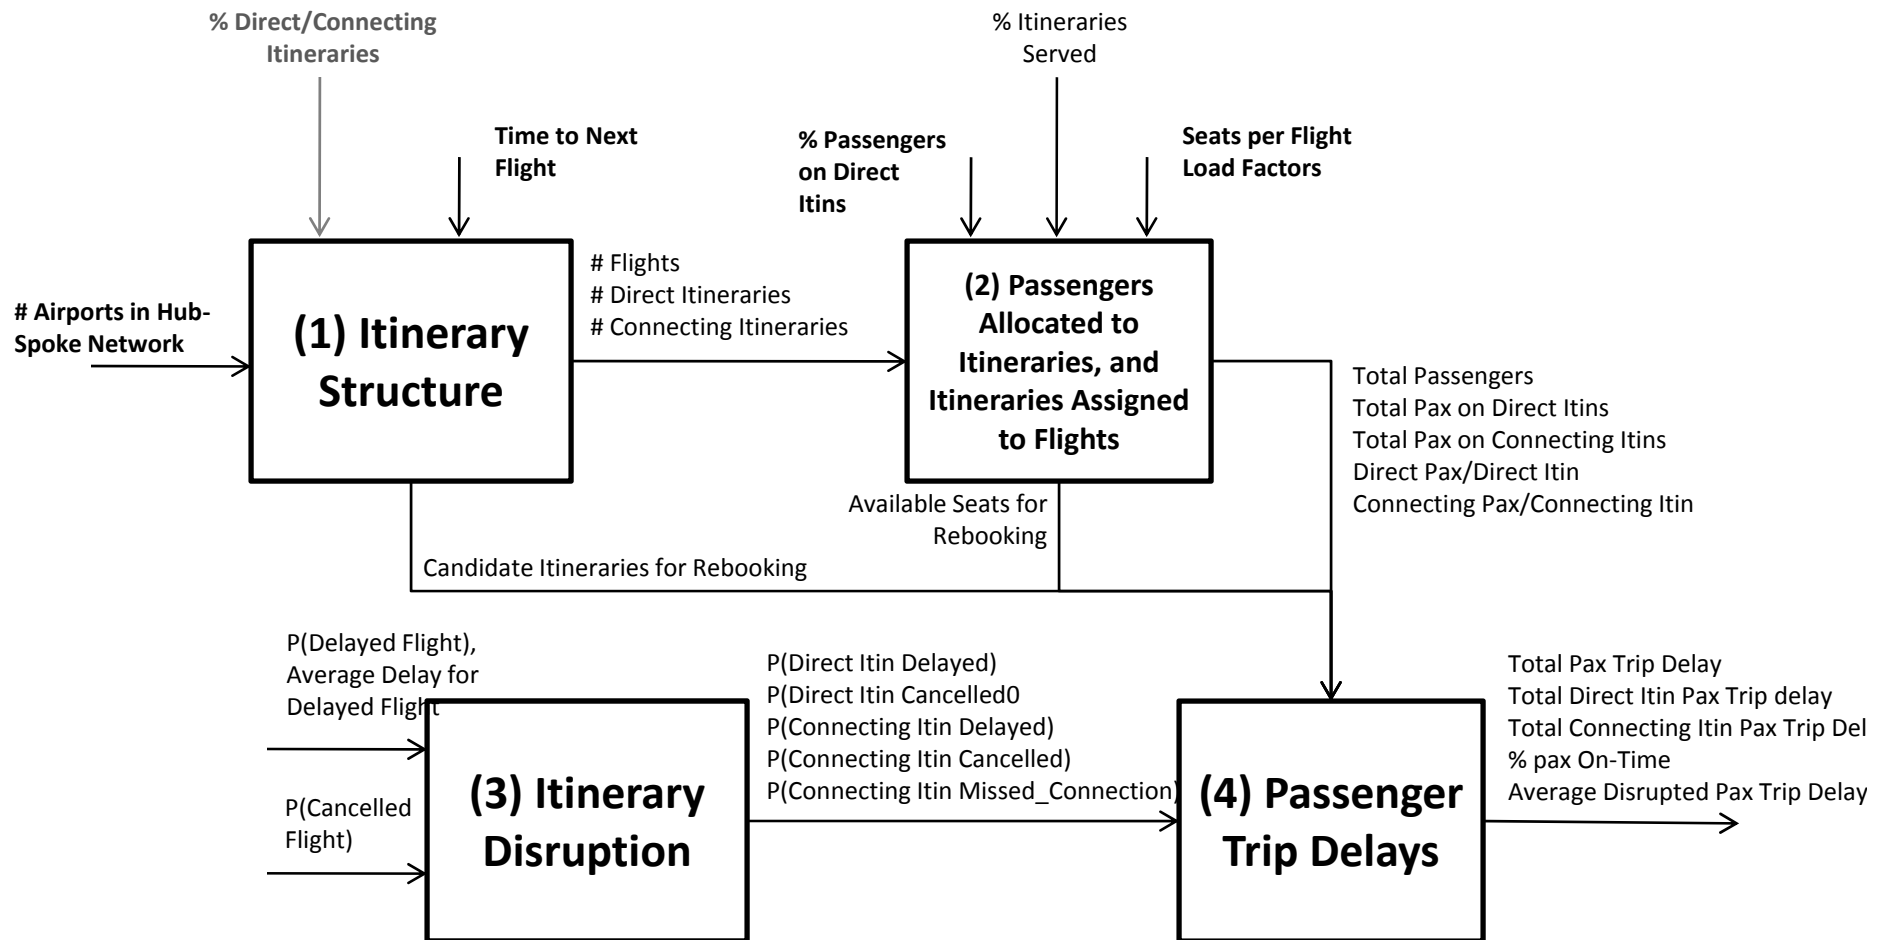 % Direct/Connecting
Itineraries
% Itineraries
Served
Time to Next
Flight
% Passengers
on Direct
Itins
Seats per Flight
Load Factors
# Airports in Hub-
Spoke Network
(1) Itinerary
Structure
# Flights
# Direct Itineraries
# Connecting Itineraries
(2) Passengers
Allocated to
Itineraries, and
Itineraries Assigned
to Flights
Total Passengers
Total Pax on Direct Itins
Total Pax on Connecting Itins
Direct Pax/Direct Itin
Connecting Pax/Connecting Itin
Available Seats for
Rebooking
Candidate Itineraries for Rebooking
P(Delayed Flight),
Average Delay for
Delayed Flight
P(Cancelled
Flight)
(3) Itinerary
Disruption
P(Direct Itin Delayed)
P(Direct Itin Cancelled0
P(Connecting Itin Delayed)
P(Connecting Itin Cancelled)
P(Connecting Itin Missed_Connection)
(4) Passenger
Trip Delays
Total Pax Trip Delay
Total Direct Itin Pax Trip delay
Total Connecting Itin Pax Trip Del
% pax On-Time
Average Disrupted Pax Trip Delay